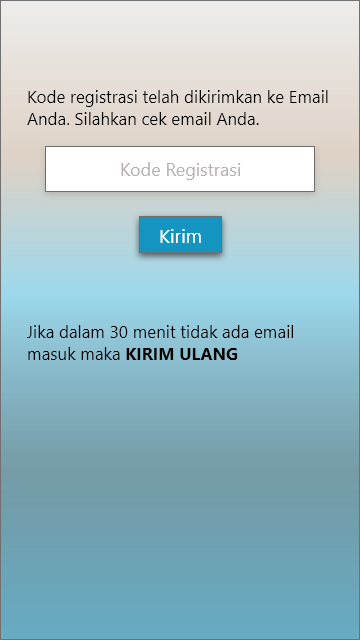 Kode registrasi telah dikirimkan ke Email
Anda. Silahkan cek email Anda.
Kode Registrasi
Kirim
Jika dalam 30 menit tidak ada email
masuk maka KIRIM ULANG